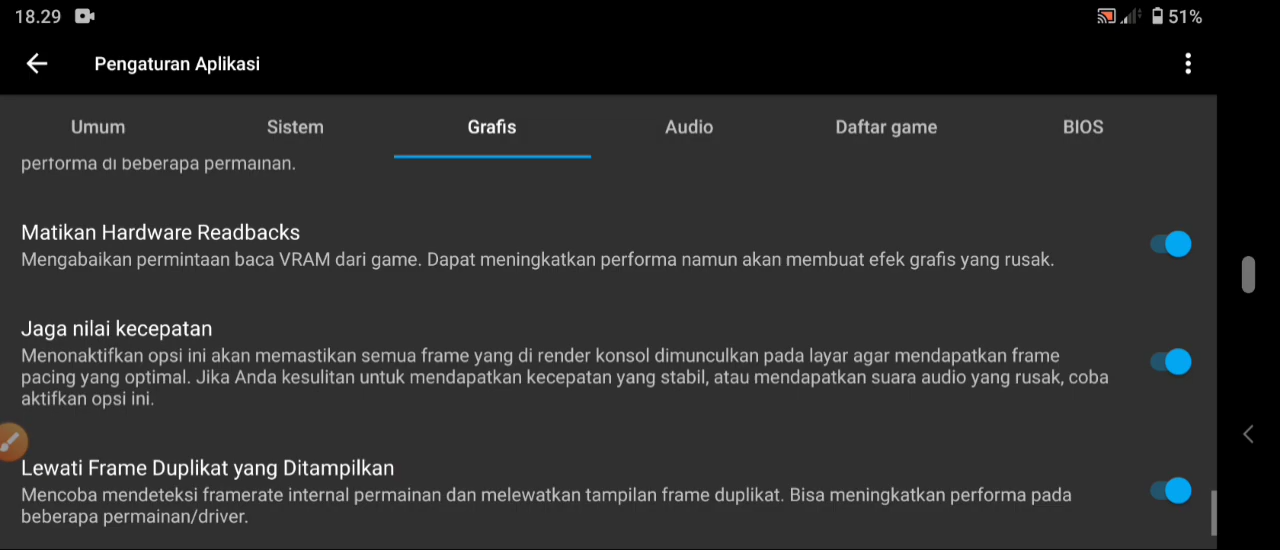 18.29
51%
Pengaturan Aplikasi
Umum
Sistem
Grafis
Audio
Daftar game
BIOS
performa di beberapa permainan.
Matikan Hardware Readbacks
Mengabaikan permintaan baca VRAM dari game. Dapat meningkatkan performa namun akan membuat efek grafis yang rusak.
Jaga nilai kecepatan
Menonaktifkan opsi ini akan memastikan semua frame yang di render konsol dimunculkan pada layar agar mendapatkan frame
pacing yang optimal. Jika Anda kesulitan untuk mendapatkan kecepatan yang stabil, atau mendapatkan suara audio yang rusak, coba
aktifkan opsi ini.
Lewati Frame Duplikat yang Ditampilkan
Mencoba mendeteksi framerate internal permainan dan melewatkan tampilan frame duplikat. Bisa meningkatkan performa pada
beberapa permainan/driver.